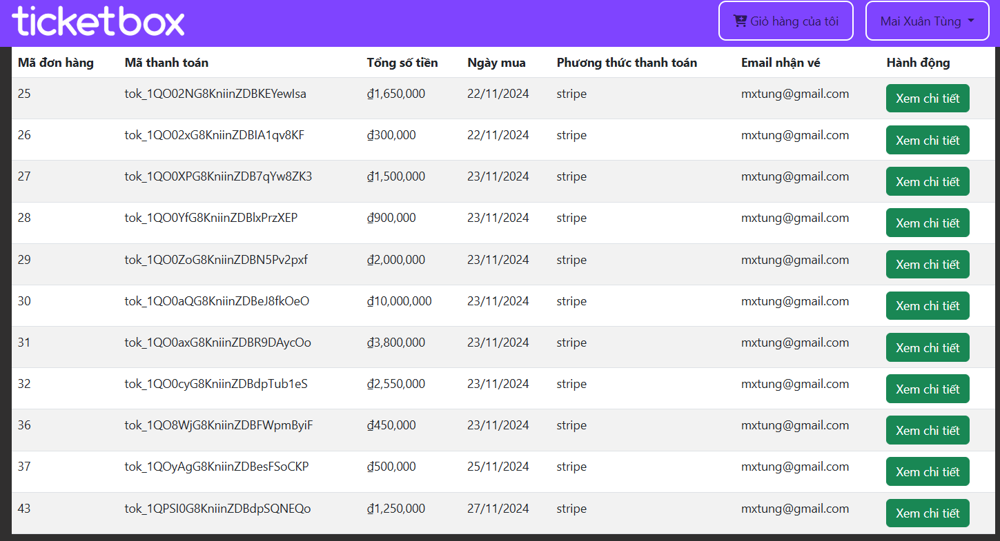 ticketbox Giỏ hàng của tôi Mai Xuân Tùng
Mã đơn hàng Mã thanh toán Tổng số tiền Ngày mua Phương thức thanh toán Email nhận vé Hành động
25 tok_1QO02NG8KniinZDBKEYewIsa ₫1,650,000 22/11/2024 stripe mxtung@gmail.com Xem chi tiết
26 tok_1QO02xG8KniinZDBIA1qv8KF ₫300,000 22/11/2024 stripe mxtung@gmail.com Xem chi tiết
27 tok_1QO0XPG8KniinZDB7qYw8ZK3 ₫1,500,000 23/11/2024 stripe mxtung@gmail.com Xem chi tiết
28 tok_1QO0YfG8KniinZDBlxPrzXEP ₫900,000 23/11/2024 stripe mxtung@gmail.com Xem chi tiết
29 tok_1QO0ZoG8KniinZDBN5Pv2pxf ₫2,000,000 23/11/2024 stripe mxtung@gmail.com Xem chi tiết
30 tok_1QO0aQG8KniinZDBeJ8fkOeO ₫10,000,000 23/11/2024 stripe mxtung@gmail.com Xem chi tiết
31 tok_1QO0axG8KniinZDBR9DAycOo ₫3,800,000 23/11/2024 stripe mxtung@gmail.com Xem chi tiết
32 tok_1QO0cyG8KniinZDBdpTub1eS ₫2,550,000 23/11/2024 stripe mxtung@gmail.com Xem chi tiết
36 tok_1QO8WjG8KniinZDBFWpmByiF ₫450,000 23/11/2024 stripe mxtung@gmail.com Xem chi tiết
37 tok_1QOyAgG8KniinZDBesFSoCKP ₫500,000 25/11/2024 stripe mxtung@gmail.com Xem chi tiết
43 tok_1QPSI0G8KniinZDBdpSQNEQo ₫1,250,000 27/11/2024 stripe mxtung@gmail.com Xem chi tiết